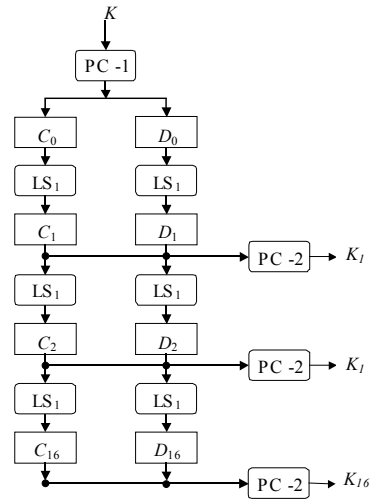 K
PC -1
C0 D0
LS1 LS1
C1 D1
PC -2 K1
LS1 LS1
C2 D2
PC -2 K1
LS1 LS1
C16 D16
PC -2 K16